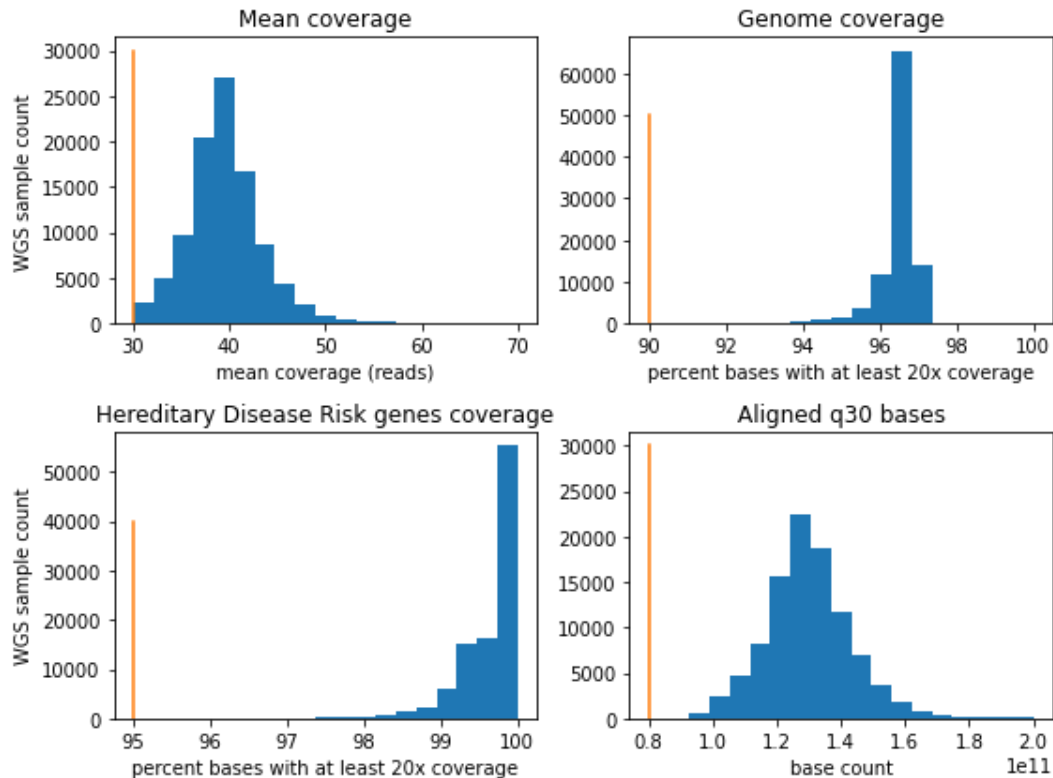 Mean coverage
30000
25000
20000
15000
10000
5000
0
WGS sample count
30 40 50 60 70
mean coverage (reads)
Genome coverage
60000
50000
40000
30000
20000
10000
0
90 92 94 96 98 100
percent bases with at least 20x coverage
Hereditary Disease Risk genes coverage
50000
40000
30000
20000
10000
0
WGS sample count
95 96 97 98 99 100
percent bases with at least 20x coverage
Aligned q30 bases
30000
25000
20000
15000
10000
5000
0
0.8 1.0 1.2 1.4 1.6 1.8 2.0
1e11
base count